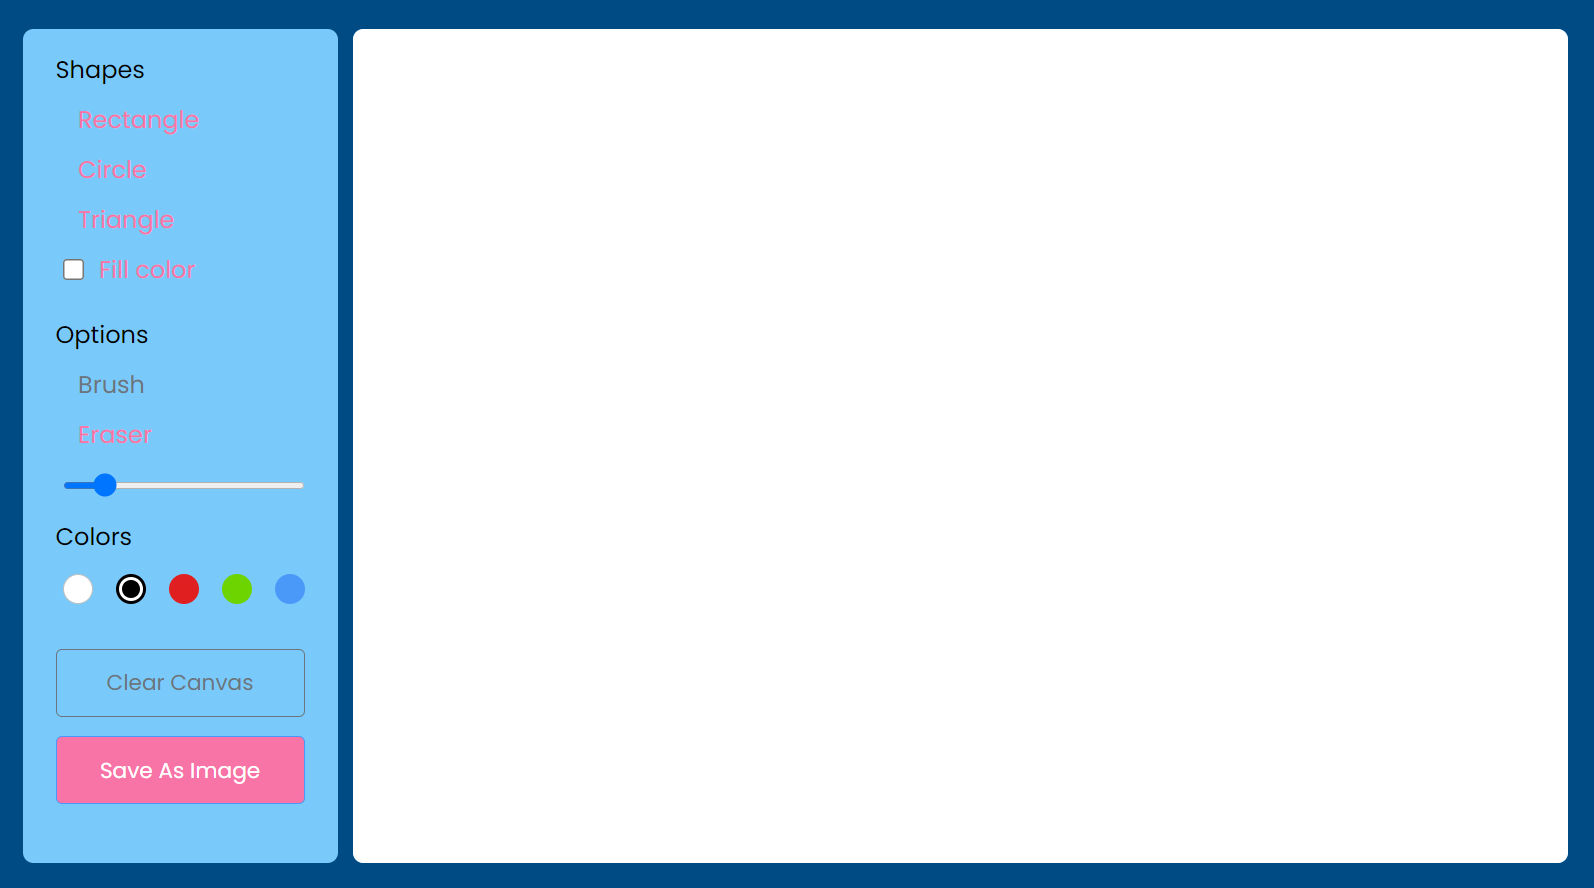 Shapes
Rectangle
Circle
Triangle
Fill color
Options
Brush
Eraser
Colors
Clear Canvas
Save As Image